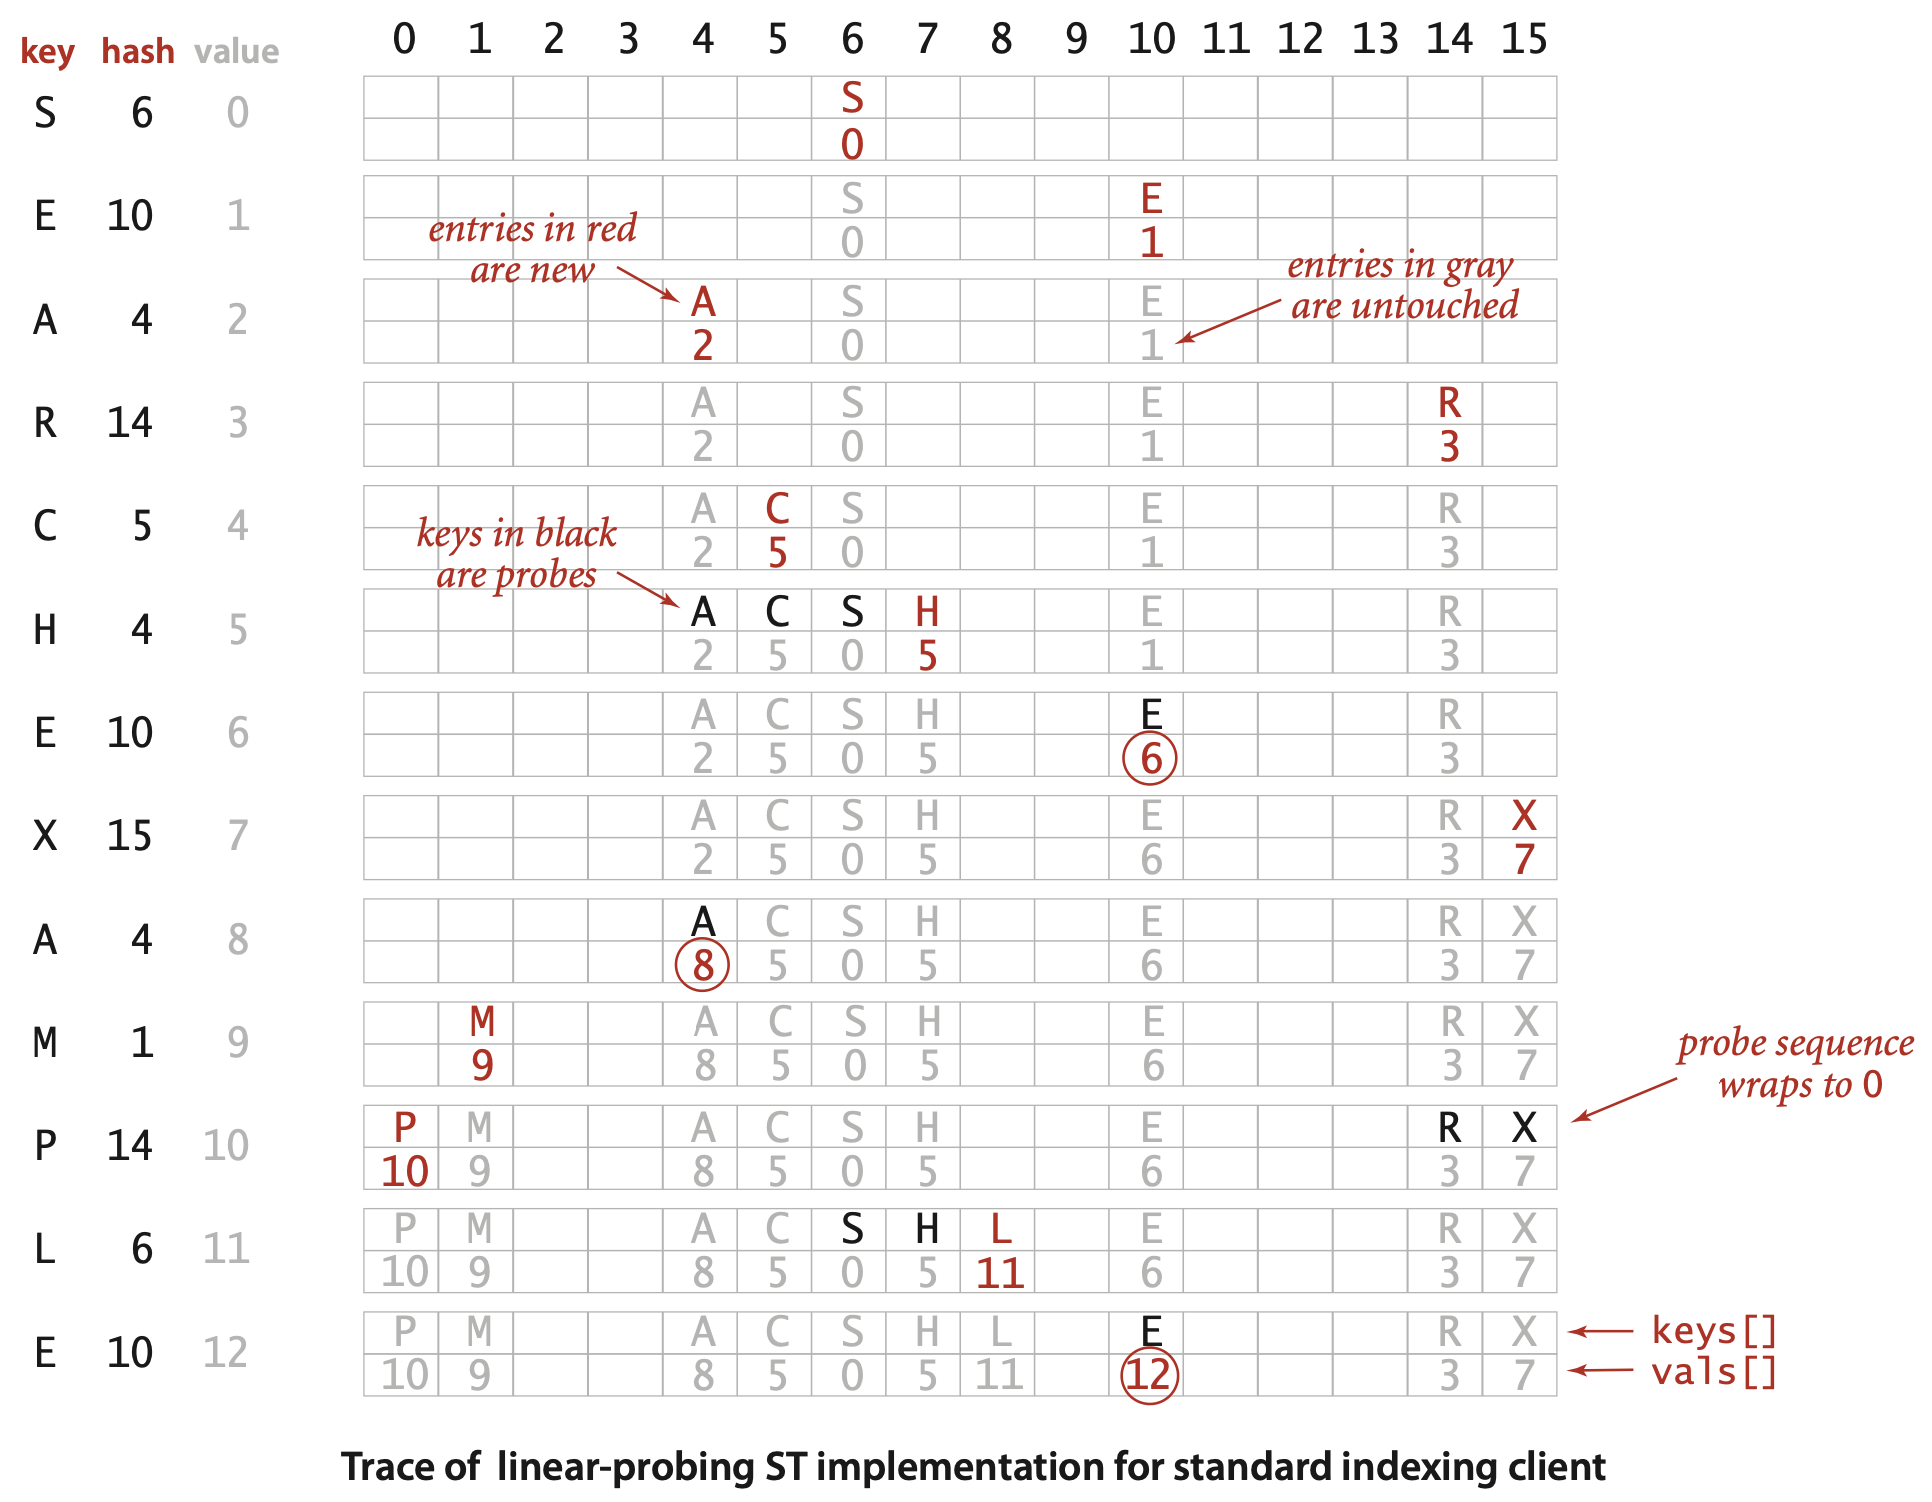 0 1 2 3 4 5 6 7 8 9 10 11 12 13 14 15
key hash value
S 6 0
S
0
E 10 1
S E
0 1
entries in red
are new
entries in gray
are untouched
A 4 2
A S E
2 0 1
R 14 3
A S E R
2 0 1 3
C 5 4
A C S E R
2 5 0 1 3
keys in black
are probes
H 4 5
A C S H E R
2 5 0 5 1 3
E 10 6
A C S H E R
2 5 0 5 6 3
X 15 7
A C S H E R X
2 5 0 5 6 3 7
A 4 8
A C S H E R X
8 5 0 5 6 3 7
M 1 9
M A C S H E R X
9 8 5 0 5 6 3 7
probe sequence
wraps to 0
P 14 10
P M A C S H E R X
10 9 8 5 0 5 6 3 7
L 6 11
P M A C S H L E R X
10 9 8 5 0 5 11 6 3 7
E 10 12
P M A C S H L E R X
10 9 8 5 0 5 11 12 3 7
keys[]
vals[]
Trace of linear-probing ST implementation for standard indexing client